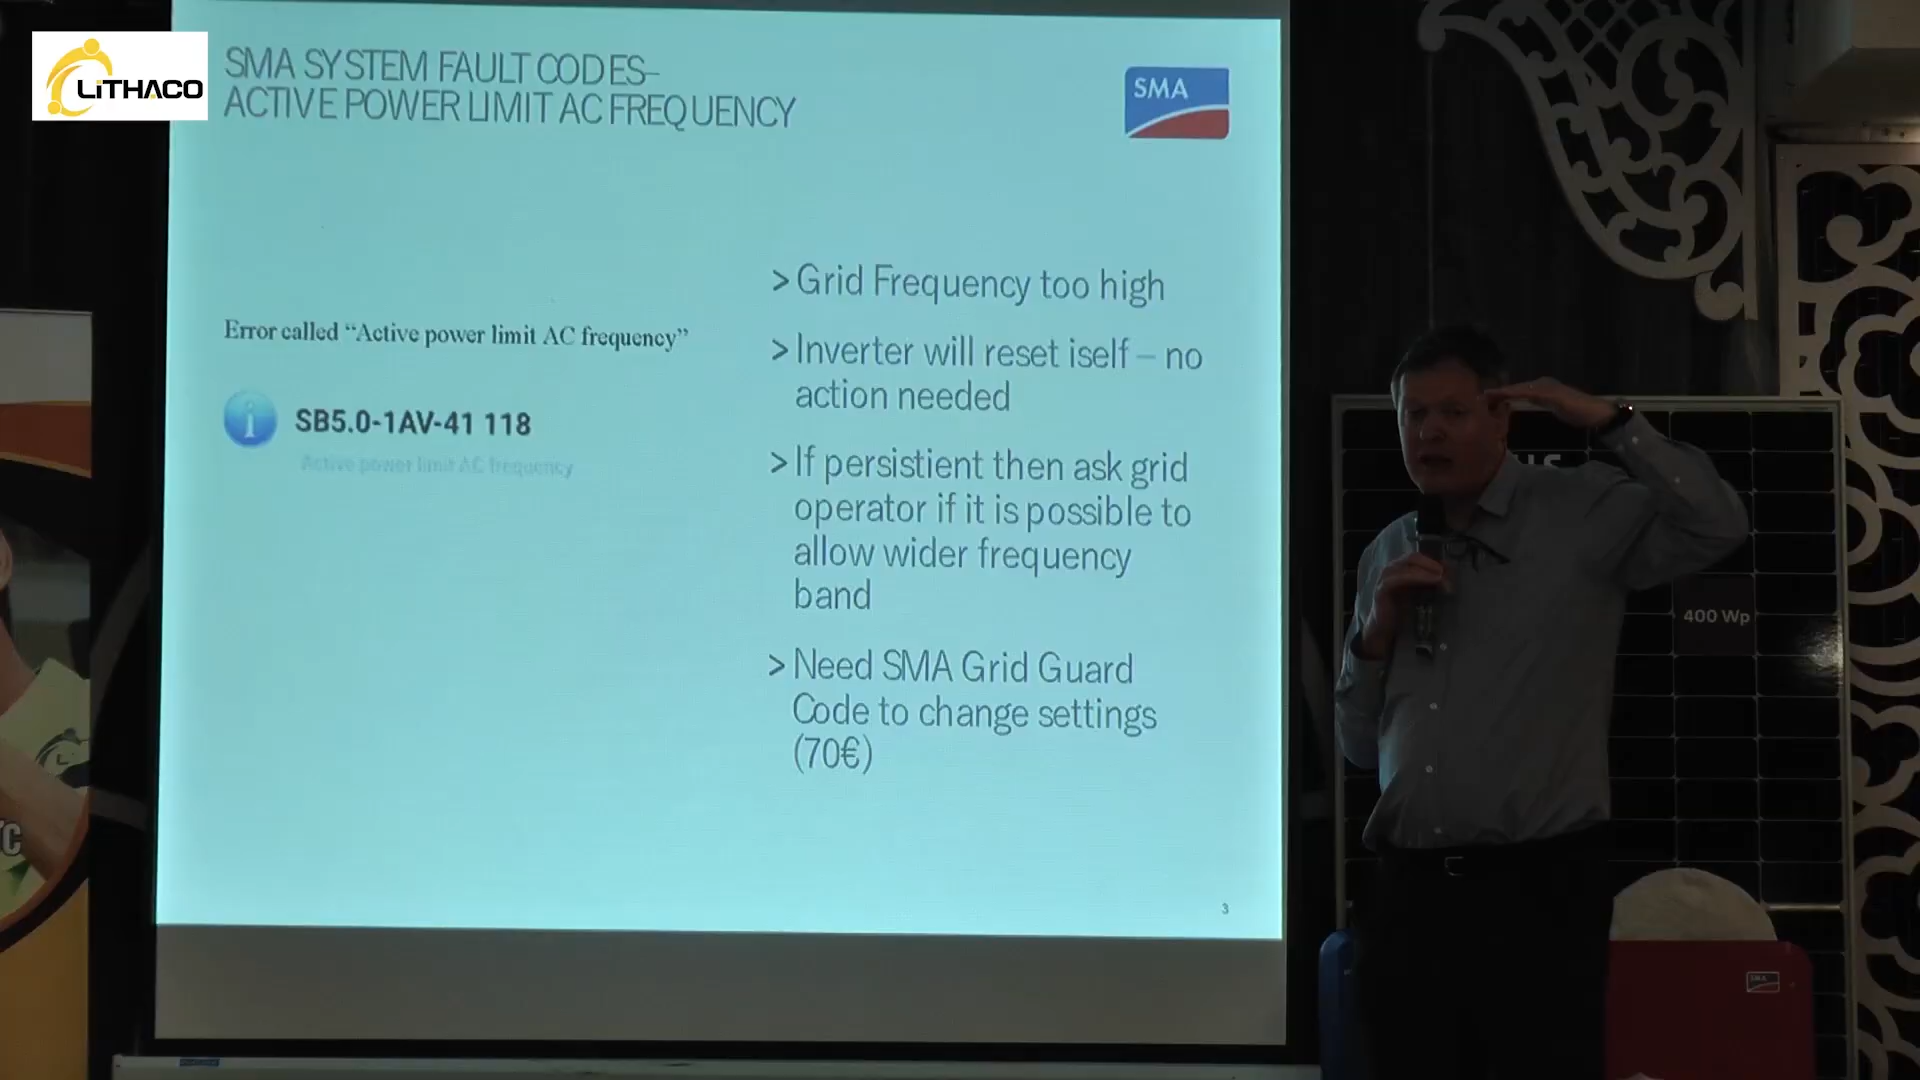 LiTHACO
SMA SYSTEM FAULT CODES–
ACTIVE POWER LIMIT AC FREQUENCY
SMA
Error called “Active power limit AC frequency”
SB5.0-1AV-41 118
Active power limit AC frequency
> Grid Frequency too high
> Inverter will reset iself – no
action needed
> If persistient then ask grid
operator if it is possible to
allow wider frequency
band
> Need SMA Grid Guard
Code to change settings
(70€)
3
400 Wp
SMA